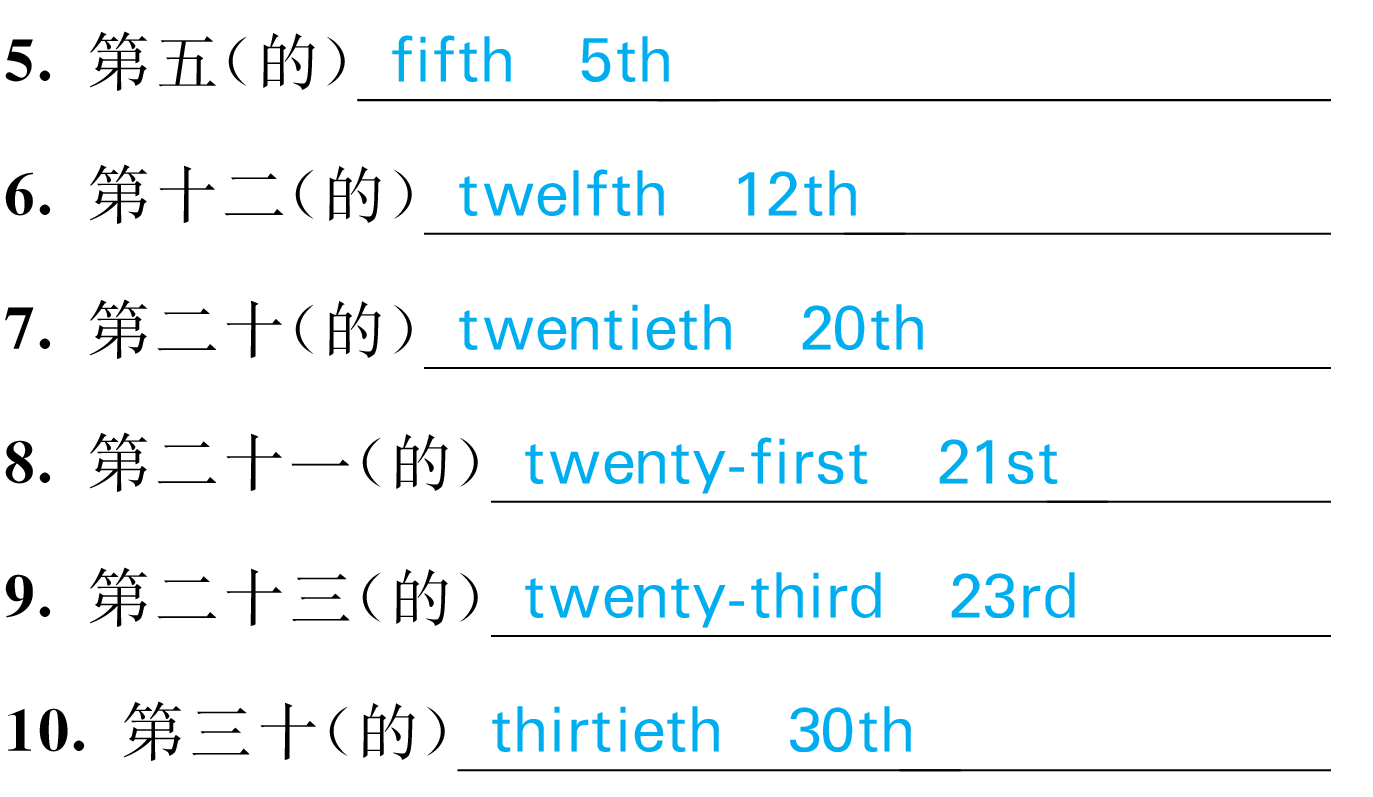 5. 第五(的) fifth 5th
6. 第十二(的) twelfth 12th
7. 第二十(的) twentieth 20th
8. 第二十一(的) twenty-first 21st
9. 第二十三(的) twenty-third 23rd
10. 第三十(的) thirtieth 30th